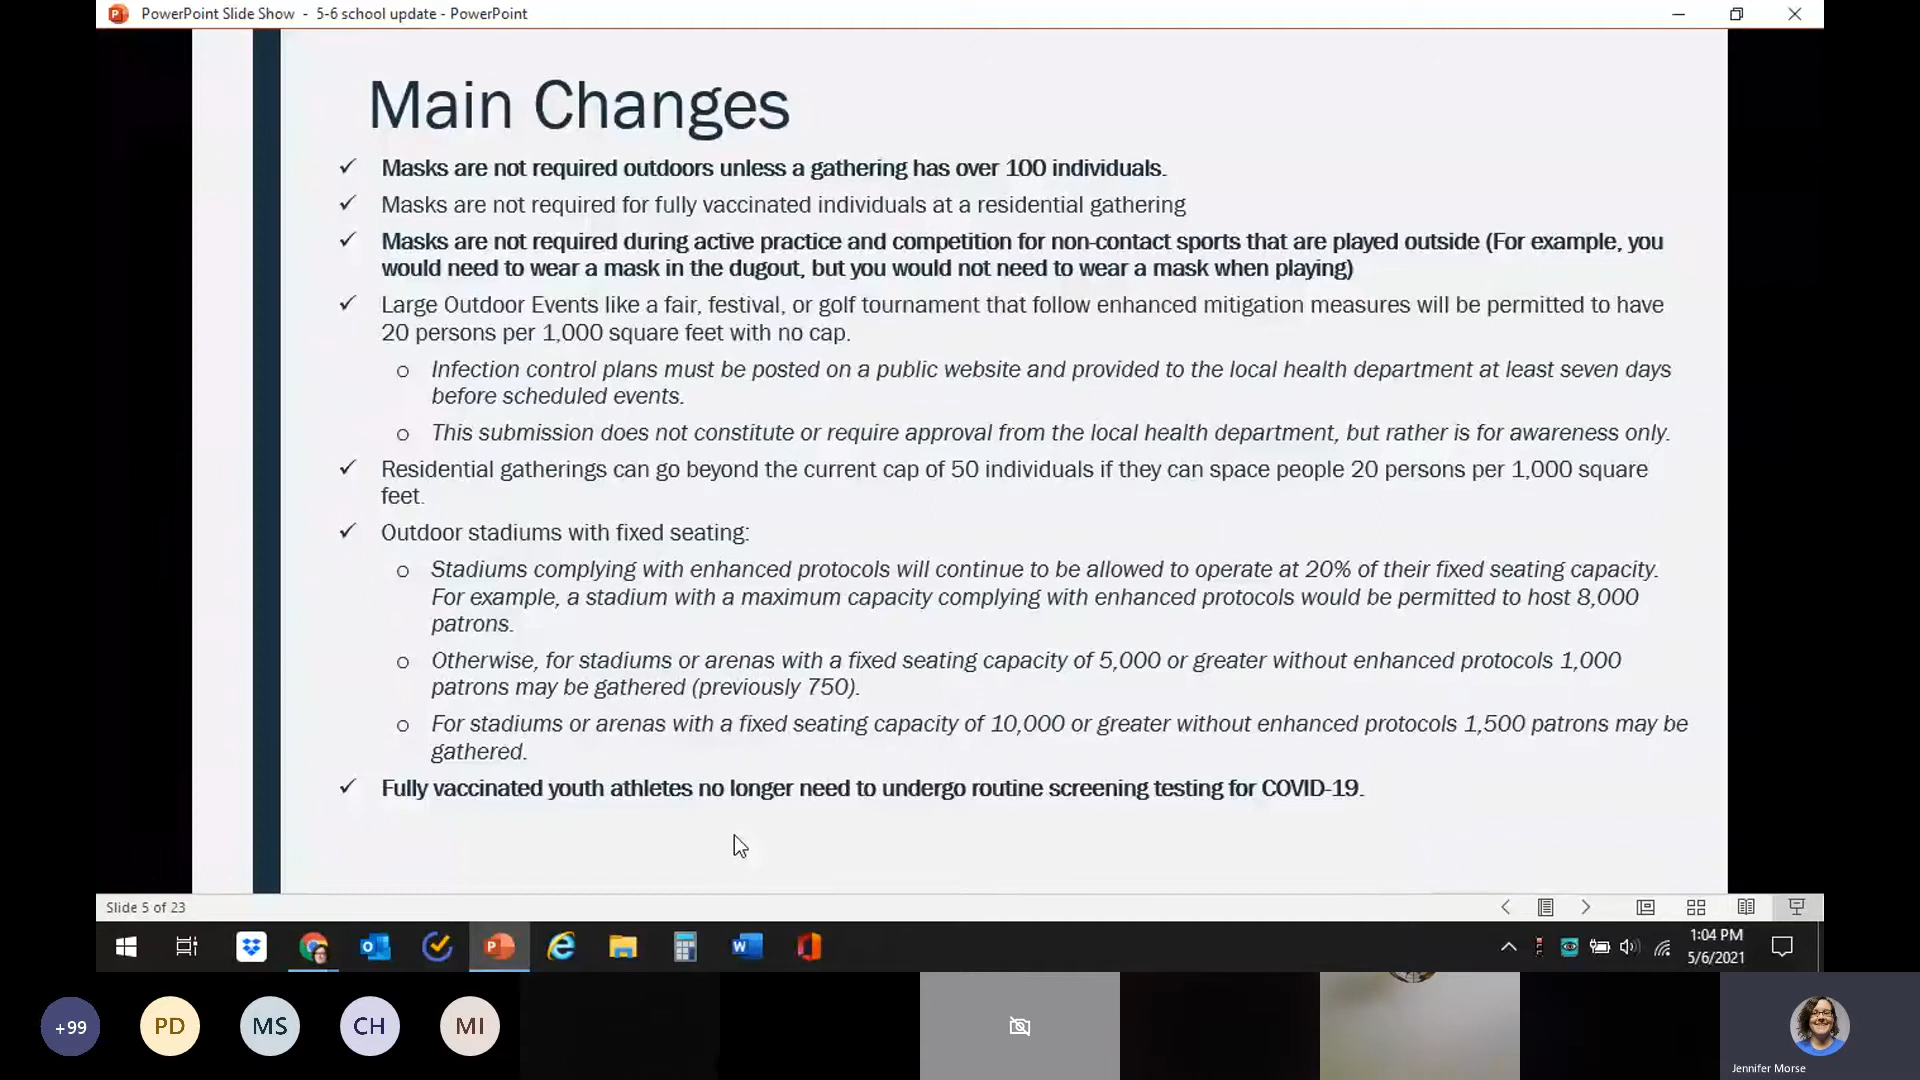 PowerPoint Slide Show - 5-6 school update - PowerPoint
Main Changes
Masks are not required outdoors unless a gathering has over 100 individuals.
Masks are not required for fully vaccinated individuals at a residential gathering
Masks are not required during active practice and competition for non-contact sports that are played outside (For example, you
would need to wear a mask in the dugout, but you would not need to wear a mask when playing)
Large Outdoor Events like a fair, festival, or golf tournament that follow enhanced mitigation measures will be permitted to have
20 persons per 1,000 square feet with no cap.
Infection control plans must be posted on a public website and provided to the local health department at least seven days
before scheduled events.
This submission does not constitute or require approval from the local health department, but rather is for awareness only.
Residential gatherings can go beyond the current cap of 50 individuals if they can space people 20 persons per 1,000 square
feet.
Outdoor stadiums with fixed seating:
Stadiums complying with enhanced protocols will continue to be allowed to operate at 20% of their fixed seating capacity.
For example, a stadium with a maximum capacity complying with enhanced protocols would be permitted to host 8,000
patrons.
Otherwise, for stadiums or arenas with a fixed seating capacity of 5,000 or greater without enhanced protocols 1,000
patrons may be gathered (previously 750).
For stadiums or arenas with a fixed seating capacity of 10,000 or greater without enhanced protocols 1,500 patrons may be
gathered.
Fully vaccinated youth athletes no longer need to undergo routine screening testing for COVID-19.
Slide 5 of 23
1:04 PM
5/6/2021
+99 PD MS CH MI
Jennifer Morse